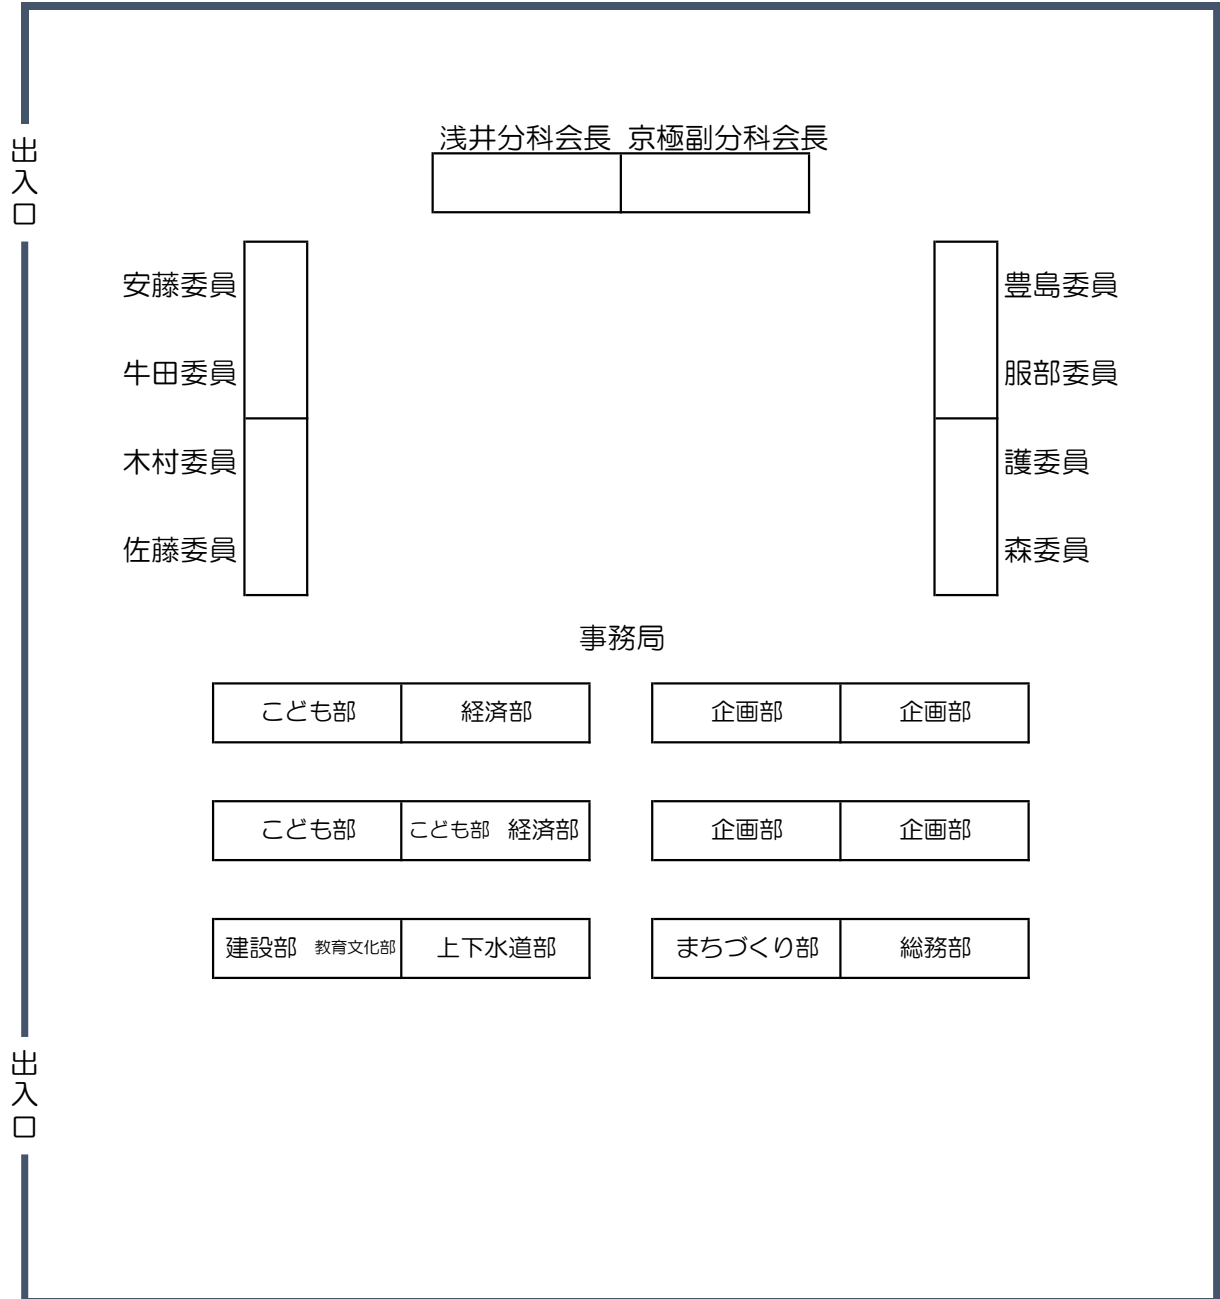 浅井分科会長 京極副分科会長
出入口
安藤委員 豊島委員
牛田委員 服部委員
木村委員 護委員
佐藤委員 森委員
事務局
こども部 経済部 企画部 企画部
こども部 こども部 経済部 企画部 企画部
建設部 教育文化部 上下水道部 まちづくり部 総務部
出入口